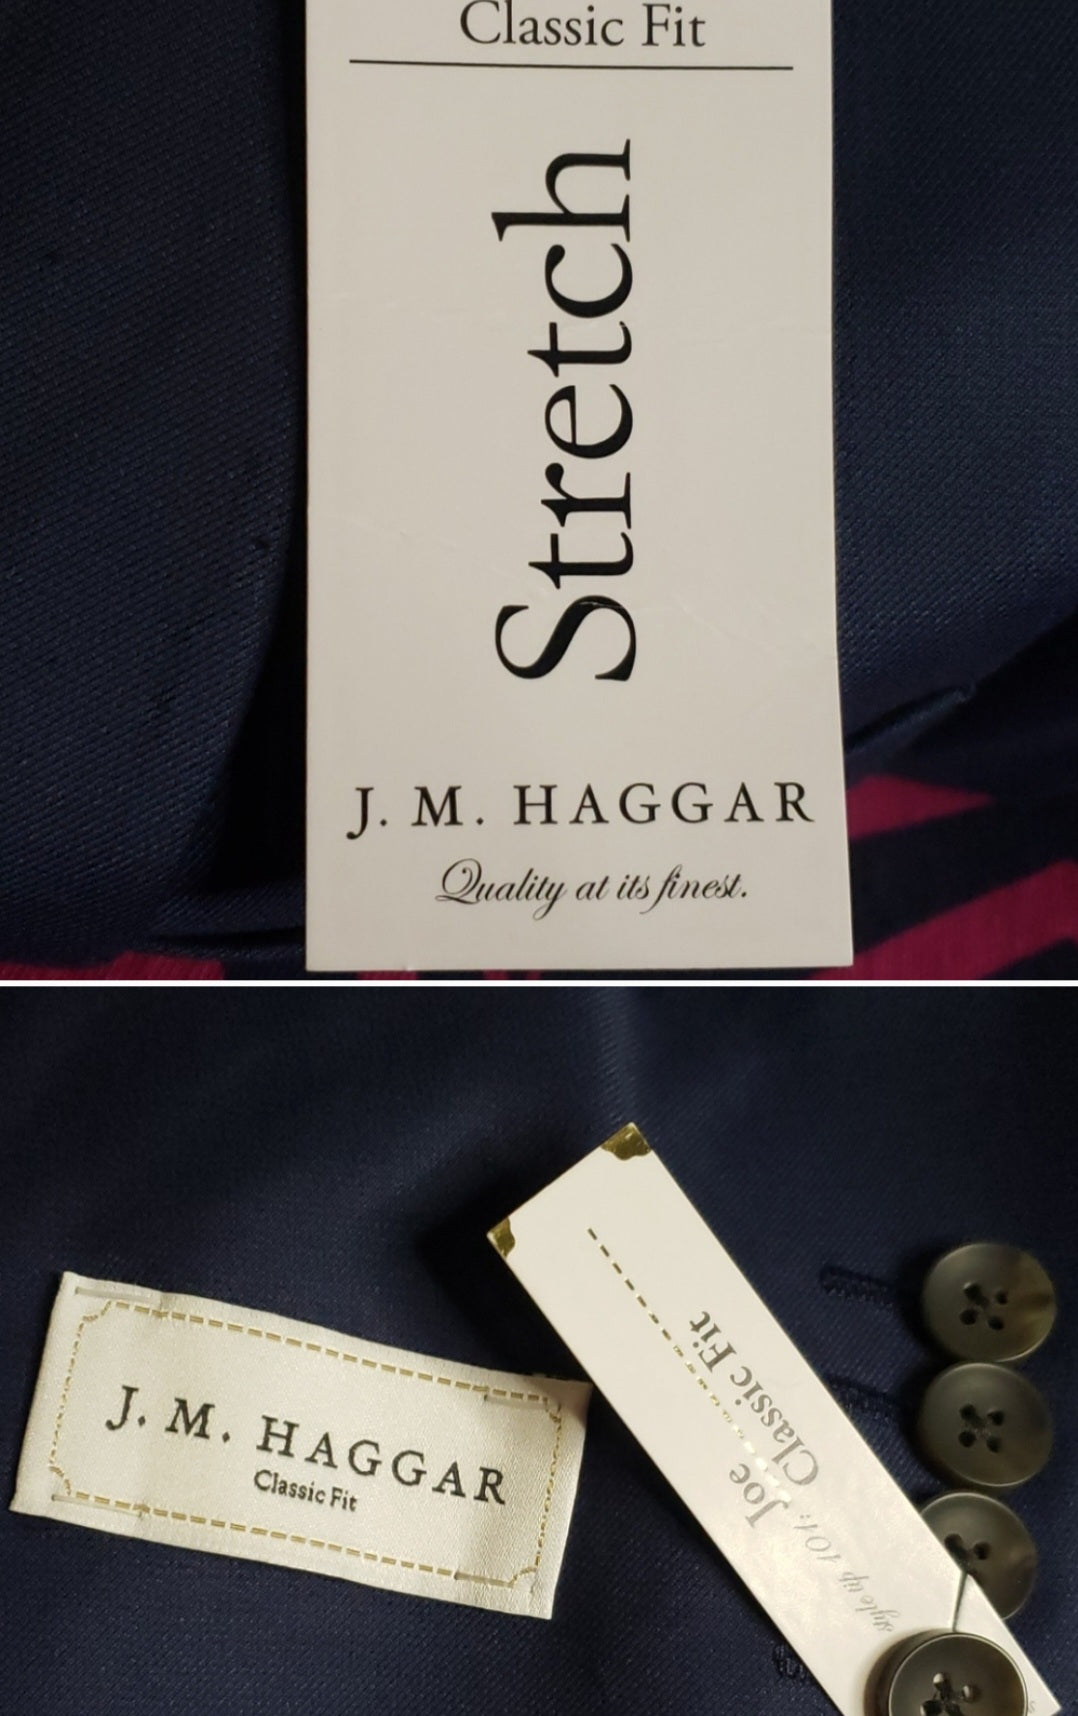 Classic Fit
Stretch
J. M. HAGGAR
Quality at its finest.
J. M. HAGGAR
Classic Fit
Joe
Classic Fit
style tip 101: